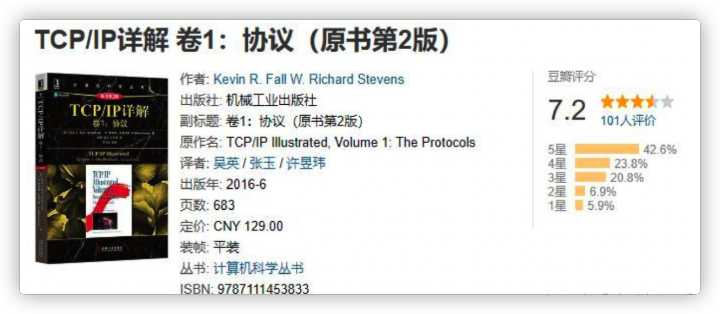 TCP/IP详解 卷1：协议（原书第2版）
作者: Kevin R. Fall W. Richard Stevens
出版社: 机械工业出版社
副标题: 卷1：协议（原书第2版）
原作名: TCP/IP Illustrated, Volume 1: The Protocols
译者: 吴英 / 张玉 / 许昱玮
出版年: 2016-6
页数: 683
定价: CNY 129.00
装帧: 平装
丛书: 计算机科学丛书
ISBN: 9787111453833
豆瓣评分
7.2
101人评价
5星 42.6%
4星 23.8%
3星 20.8%
2星 6.9%
1星 5.9%
TCP/IP详解
卷1：协议
TCP/IP Illustrated
TCP/IP
Illustrated